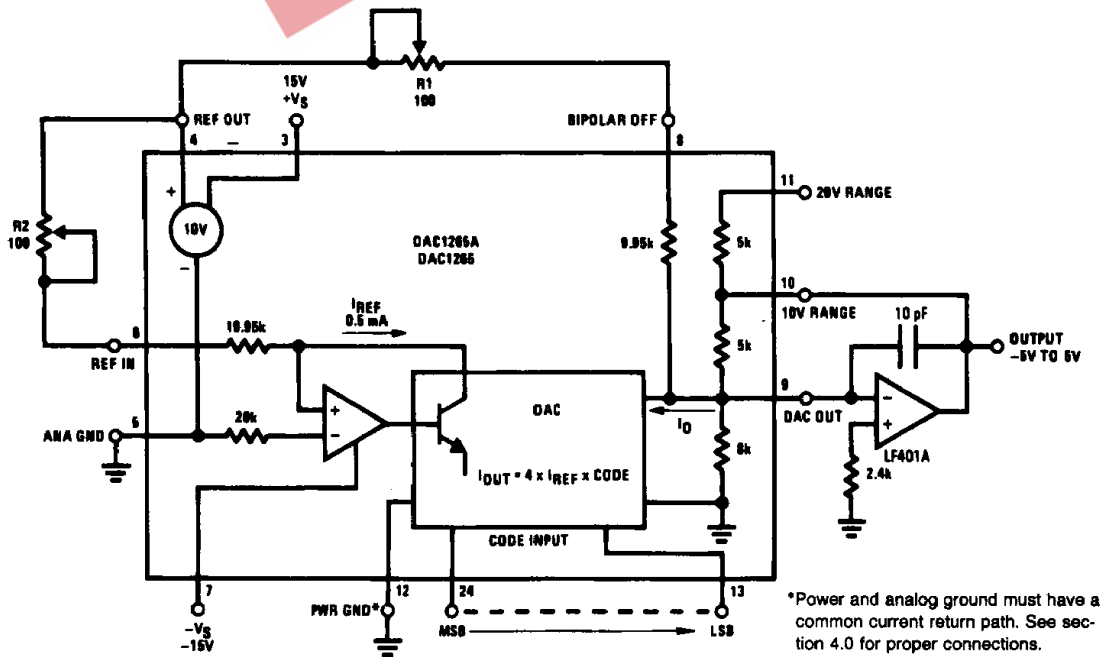 R1
100
15V
+VS
REF OUT
BIPOLAR OFF
4
3
8
11
20V RANGE
+
10V
R2
100
DAC1265A
DAC1265
9.95k
5k
–
10
10V RANGE
10 pF
IREF
0.5 mA
6
19.95k
REF IN
5k
OUTPUT
–5V TO 5V
9
+
DAC
DAC OUT
–
5
ANA GND
20k
–
IO
+
LF401A
8k
2.4k
IOUT = 4 x IREF x CODE
CODE INPUT
7
12
24
13
–VS
–15V
PWR GND*
MSB
LSB
*Power and analog ground must have a
common current return path. See sec-
tion 4.0 for proper connections.